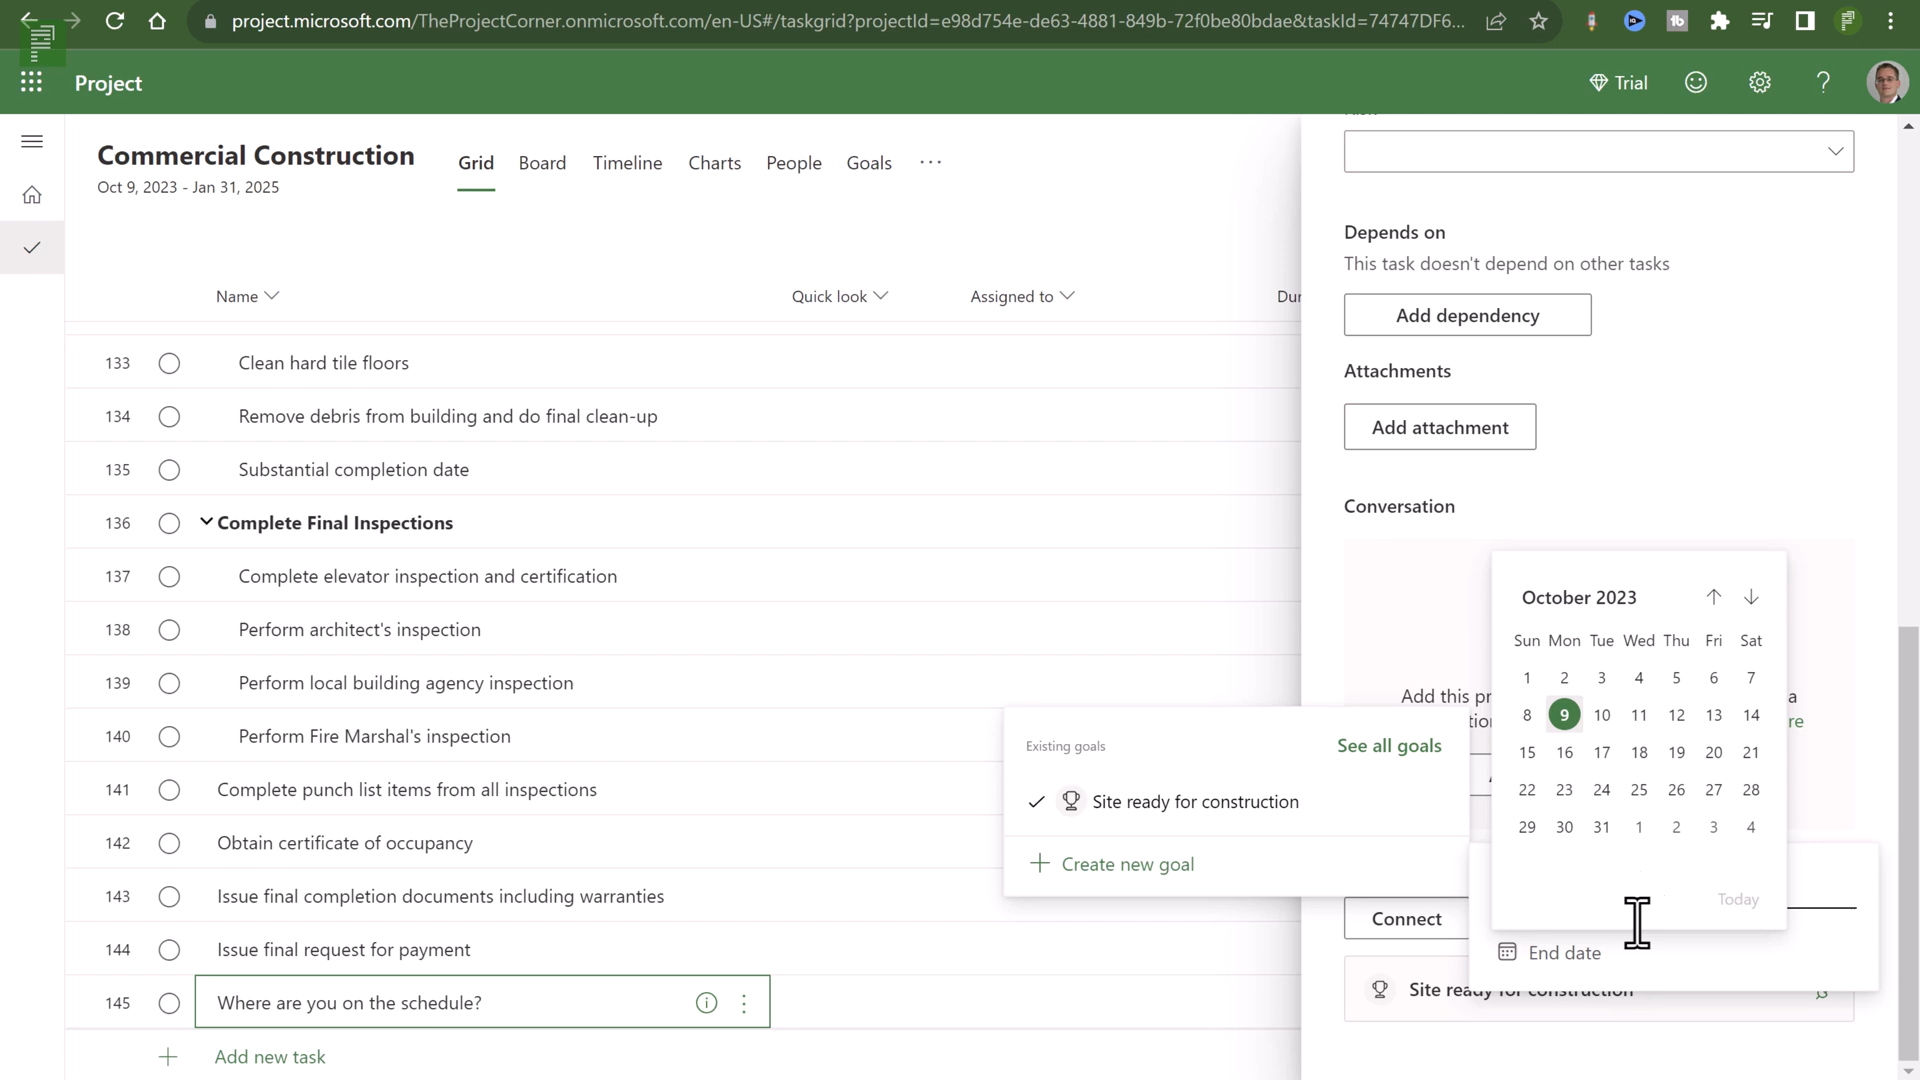 project.microsoft.com/TheProjectCorner.onmicrosoft.com/en-US#/taskgrid?projectId=e98d754e-de63-4881-849b-72f0be80bdae&taskId=74747DF6...
Project
Trial
?
Commercial Construction
Oct 9, 2023 - Jan 31, 2025
Grid
Board
Timeline
Charts
People
Goals
...
Name
Quick look
Assigned to
Dur
133 Clean hard tile floors
134 Remove debris from building and do final clean-up
135 Substantial completion date
136 Complete Final Inspections
137 Complete elevator inspection and certification
138 Perform architect's inspection
139 Perform local building agency inspection
140 Perform Fire Marshal's inspection
141 Complete punch list items from all inspections
142 Obtain certificate of occupancy
143 Issue final completion documents including warranties
144 Issue final request for payment
145 Where are you on the schedule?
Add new task
Depends on
This task doesn't depend on other tasks
Add dependency
Attachments
Add attachment
Conversation
Add this pr
a
re
Existing goals
See all goals
Site ready for construction
Create new goal
October 2023
Sun Mon Tue Wed Thu Fri Sat
1 2 3 4 5 6 7
8 9 10 11 12 13 14
15 16 17 18 19 20 21
22 23 24 25 26 27 28
29 30 31 1 2 3 4
Today
Connect
End date
Site ready for construction